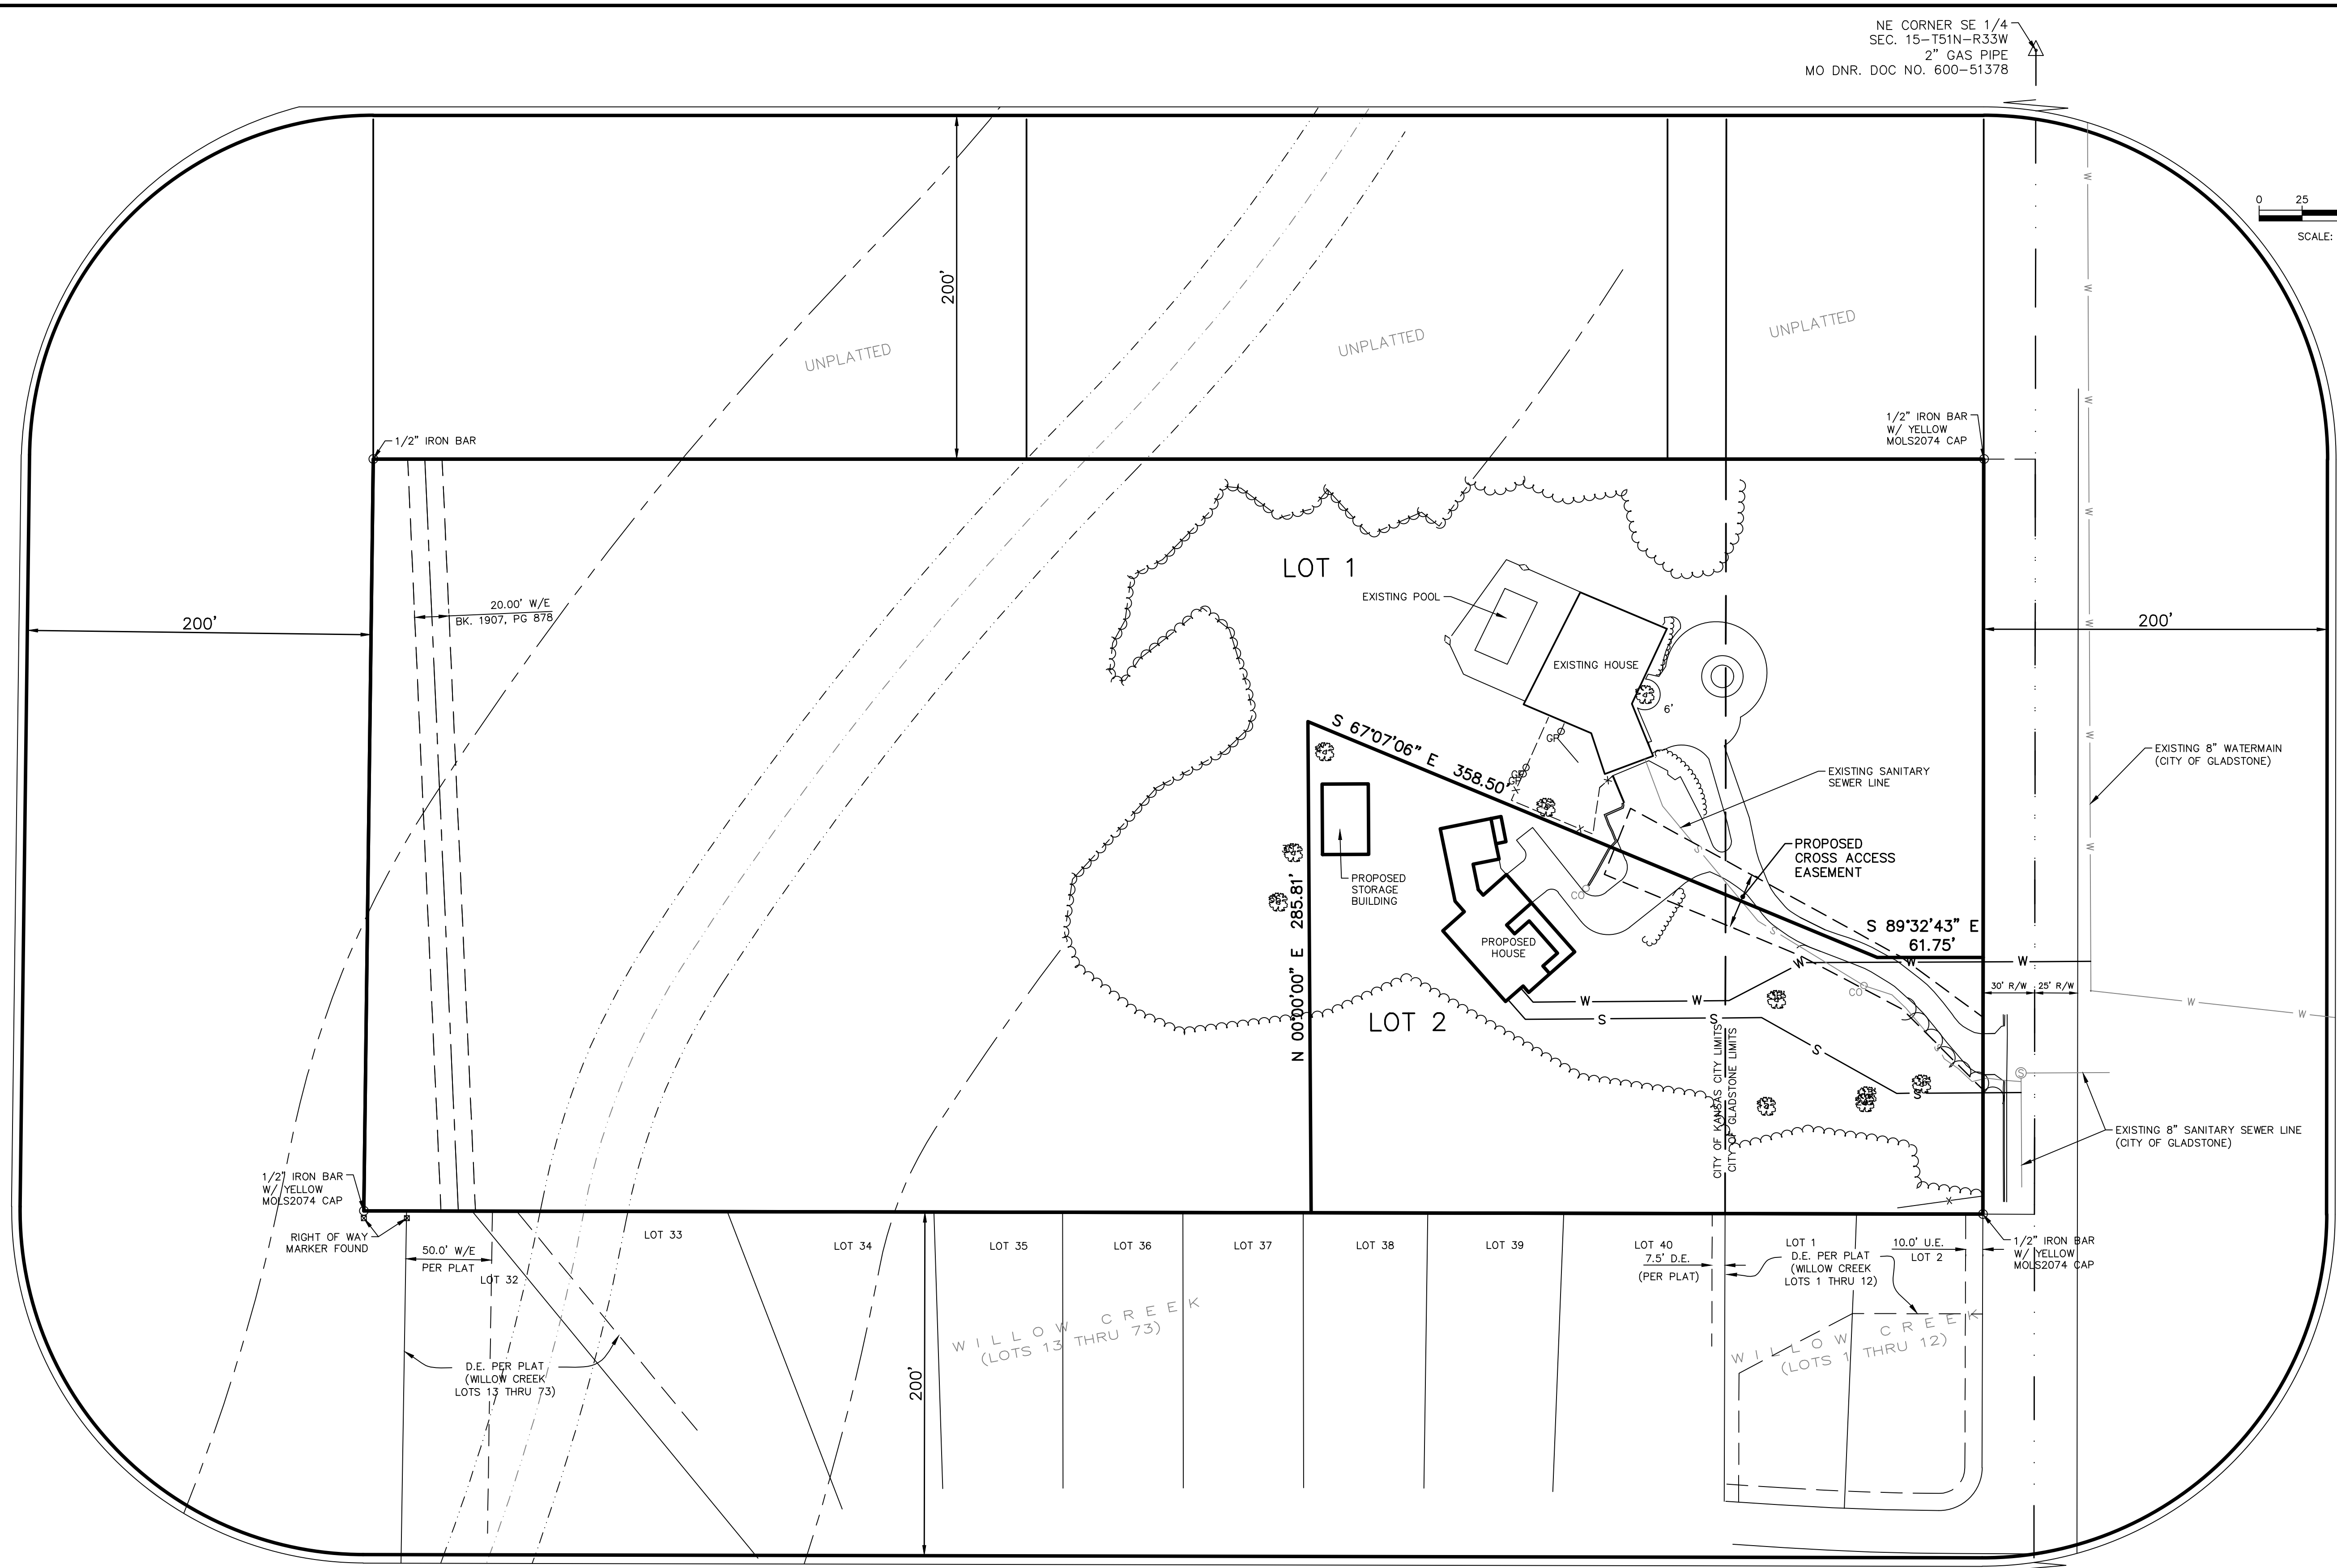 NE CORNER SE 1/4
SEC. 15-T51N-R33W
2" GAS PIPE
MO DNR. DOC NO. 600-51378
0 25
SCALE:
W
W
W
W
W
W
W
200'
UNPLATTED
UNPLATTED
UNPLATTED
1/2" IRON BAR
1/2" IRON BAR
W/ YELLOW
MOLS2074 CAP
LOT 1
EXISTING POOL
20.00' W/E
BK. 1907, PG 878
200'
200'
EXISTING HOUSE
6'
GP
GP
GP
X
X
S 67°07'06" E 358.50'
EXISTING 8" WATERMAIN
(CITY OF GLADSTONE)
EXISTING SANITARY
SEWER LINE
PROPOSED
CROSS ACCESS
EASEMENT
PROPOSED
STORAGE
BUILDING
CO
S
S
N 00°00'00" E 285.81'
PROPOSED
HOUSE
S 89°32'43" E
61.75'
W
W
W
CO
30' R/W
25' R/W
W
W
W
W
LOT 2
S
S
S
S
S
S
CITY OF KANSAS CITY LIMITS
CITY OF GLADSTONE LIMITS
EXISTING 8" SANITARY SEWER LINE
(CITY OF GLADSTONE)
1/2" IRON BAR
W/ YELLOW
MOLS2074 CAP
X
RIGHT OF WAY
MARKER FOUND
50.0' W/E
PER PLAT
LOT 32
LOT 33
LOT 34
LOT 35
LOT 36
LOT 37
LOT 38
LOT 39
LOT 40
7.5' D.E.
(PER PLAT)
LOT 1
D.E. PER PLAT
(WILLOW CREEK
LOTS 1 THRU 12)
10.0' U.E.
LOT 2
1/2" IRON BAR
W/ YELLOW
MOLS2074 CAP
WILLOW CREEK
(LOTS 13 THRU 73)
WILLOW CREEK
(LOTS 1 THRU 12)
D.E. PER PLAT
(WILLOW CREEK
LOTS 13 THRU 73)
200'